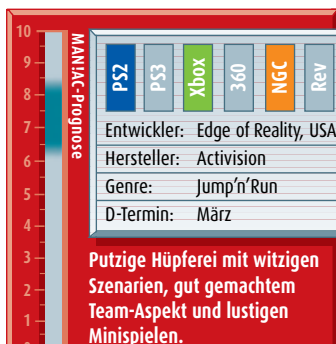 10
9
8
7
6
5
4
3
2
1
MAN!AC-Prognose
PS2 PS3 Xbox 360 NGC Rev
Entwickler: Edge of Reality, USA
Hersteller: Activision
Genre: Jump’n’Run
D-Termin: März
Putzige Hüpferei mit witzigen
Szenarien, gut gemachtem
Team-Aspekt und lustigen
Minispielen.